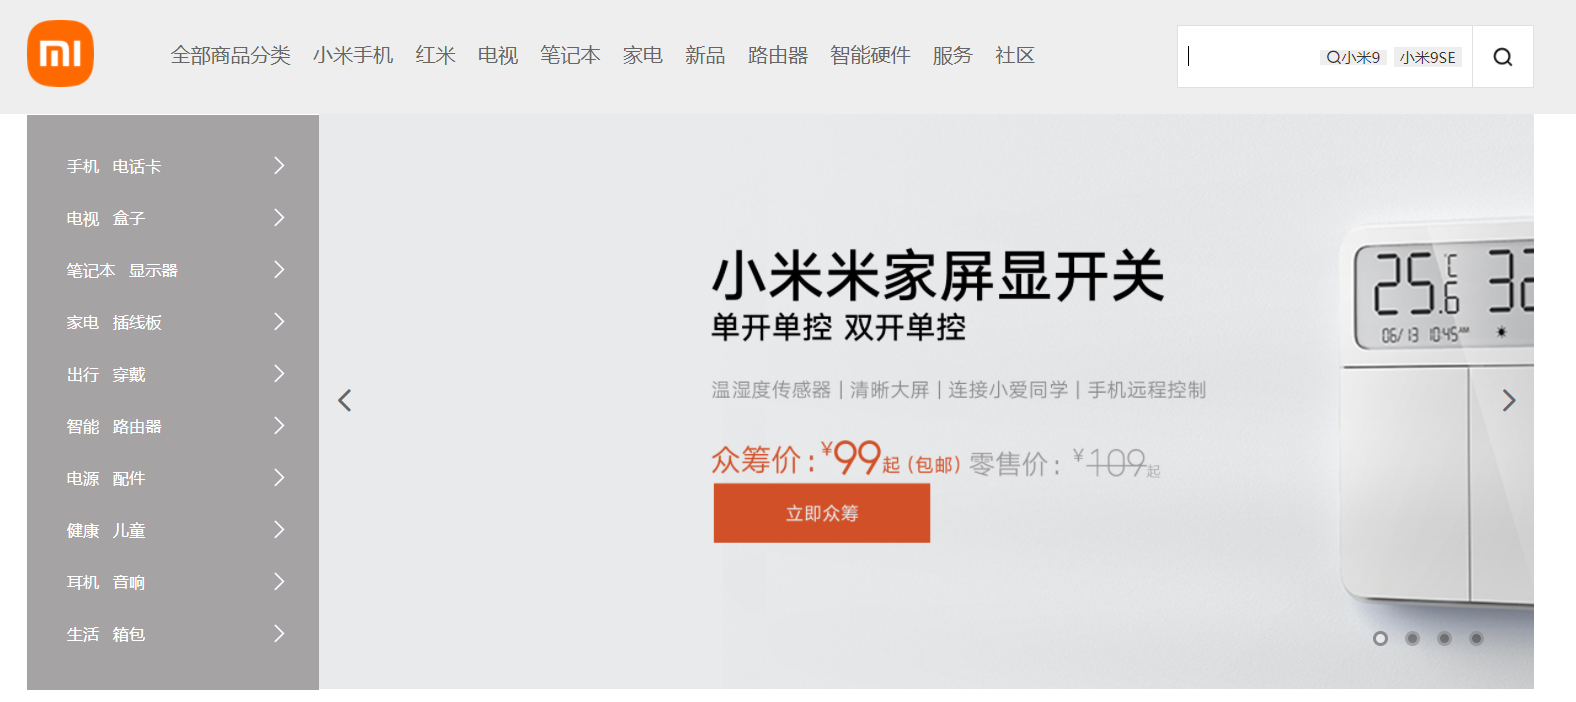 mi
全部商品分类 小米手机 红米 电视 笔记本 家电 新品 路由器 智能硬件 服务 社区
小米9 小米9SE
手机 电话卡
电视 盒子
笔记本 显示器
家电 插线板
出行 穿戴
智能 路由器
电源 配件
健康 儿童
耳机 音响
生活 箱包
小米米家屏显开关
单开单控 双开单控
温湿度传感器 | 清晰大屏 | 连接小爱同学 | 手机远程控制
众筹价：¥99起（包邮） 零售价：¥109起
立即众筹
25.6℃ 32
06/13 10:45AM